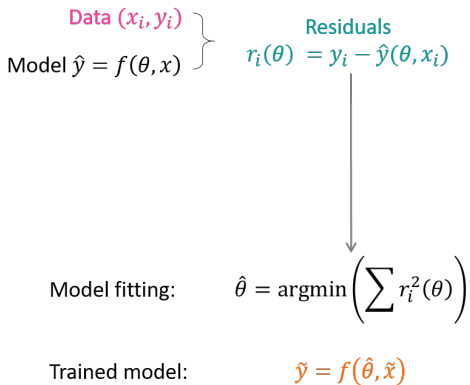 Data (xᵢ, yᵢ)
Model ŷ = f(θ, x)
Residuals
rᵢ(θ) = yᵢ − ŷ(θ, xᵢ)
Model fitting: θ̂ = argmin(∑ rᵢ²(θ))
Trained model: ỹ = f(θ̂, x̃)